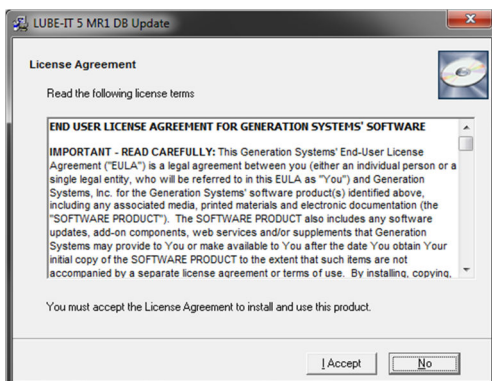 LUBE-IT 5 MR1 DB Update
License Agreement
Read the following license terms
END USER LICENSE AGREEMENT FOR GENERATION SYSTEMS' SOFTWARE
IMPORTANT - READ CAREFULLY: This Generation Systems' End-User License
Agreement ("EULA") is a legal agreement between you (either an individual person or a
single legal entity, who will be referred to in this EULA as "You") and Generation
Systems, Inc. for the Generation Systems' software product(s) identified above,
including any associated media, printed materials and electronic documentation (the
"SOFTWARE PRODUCT"). The SOFTWARE PRODUCT also includes any software
updates, add-on components, web services and/or supplements that Generation
Systems may provide to You or make available to You after the date You obtain Your
initial copy of the SOFTWARE PRODUCT to the extent that such items are not
accompanied by a separate license agreement or terms of use. By installing, copying,
You must accept the License Agreement to install and use this product.
I Accept
No